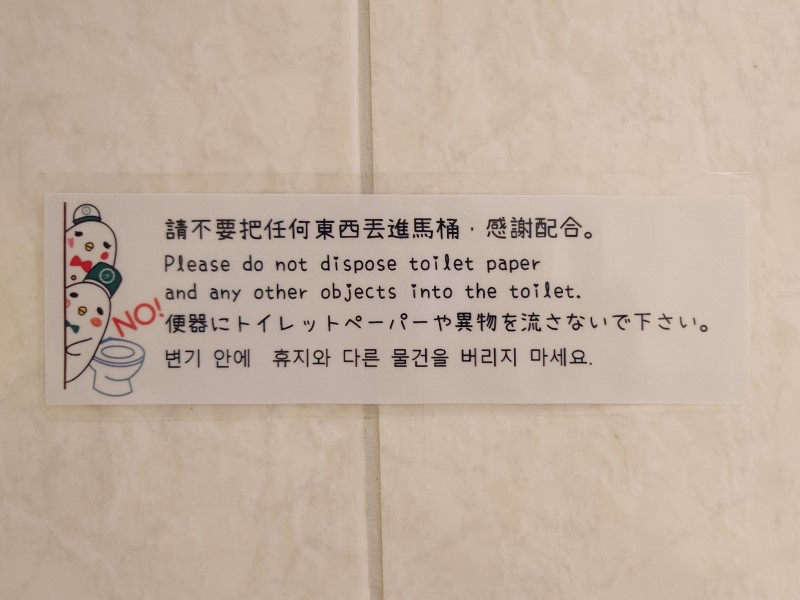 請不要把任何東西丟進馬桶，感謝配合。
Please do not dispose toilet paper
and any other objects into the toilet.
NO!
便器にトイレットペーパーや異物を流さないで下さい。
변기 안에 휴지와 다른 물건을 버리지 마세요.